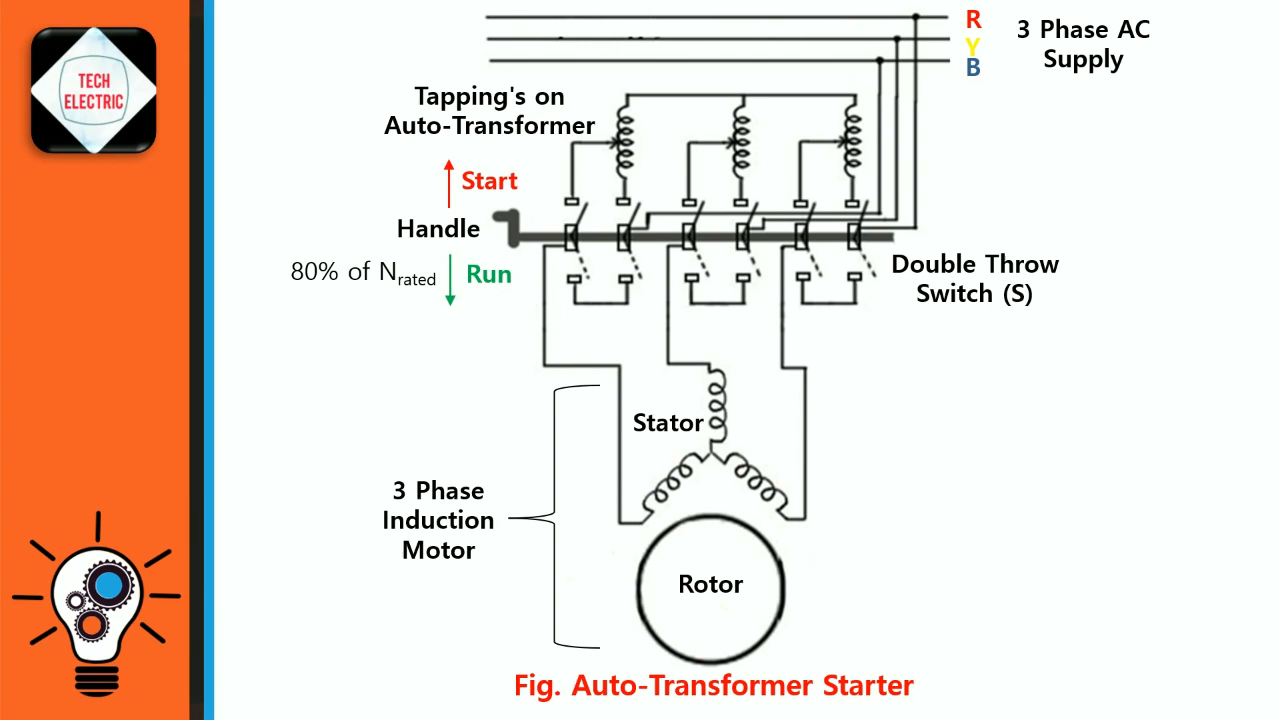 TECH
ELECTRIC
R
Y
B
3 Phase AC
Supply
Tapping's on
Auto-Transformer
Start
Handle
80% of Nrated
Run
Double Throw
Switch (S)
Stator
3 Phase
Induction
Motor
Rotor
Fig. Auto-Transformer Starter